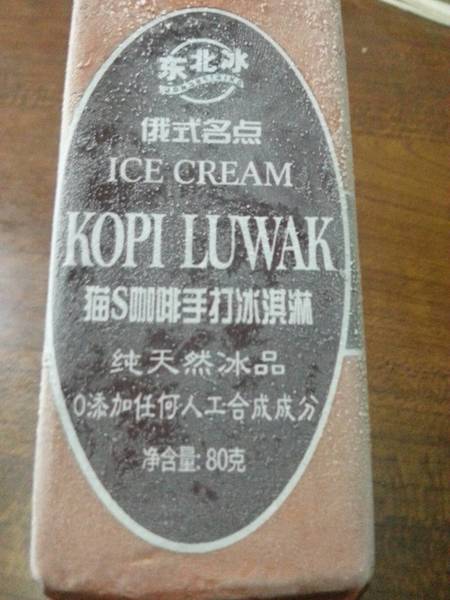 东北冰
俄式名点
ICE CREAM
KOPI LUWAK
猫S咖啡手打冰淇淋
纯天然冰品
0添加任何人工合成成分
净含量: 80克